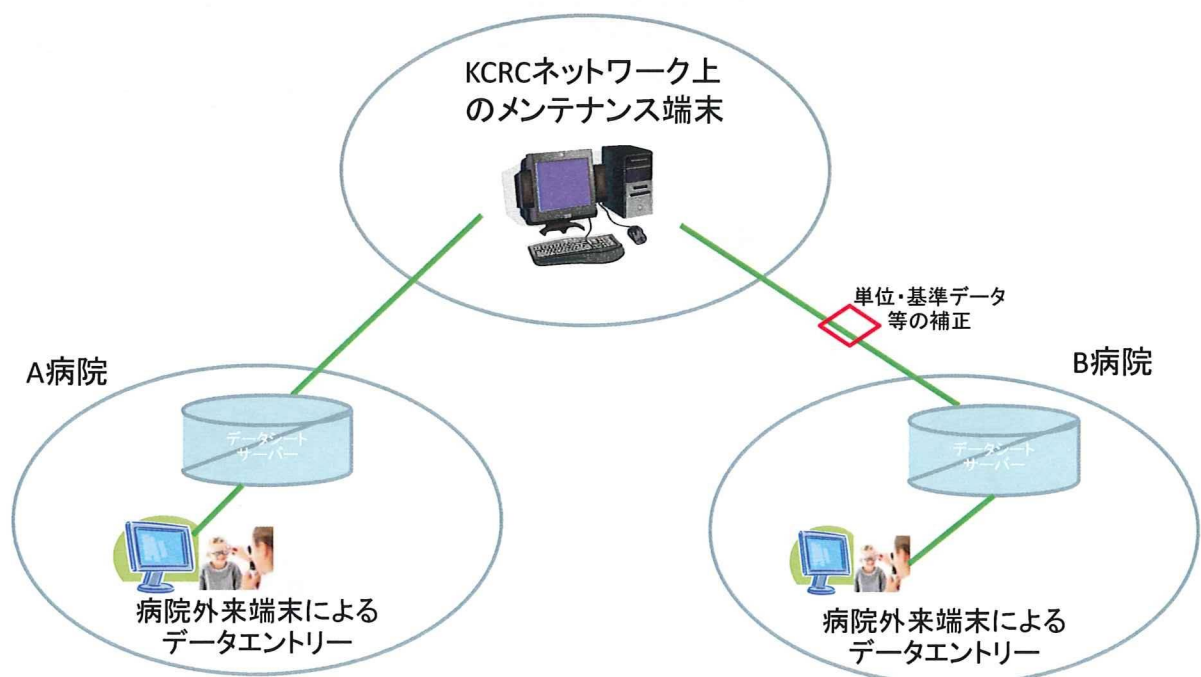 KCRCネットワーク上
のメンテナンス端末
単位・基準データ
等の補正
A病院
B病院
データシート
サーバー
データシート
サーバー
病院外来端末による
データエントリー
病院外来端末による
データエントリー